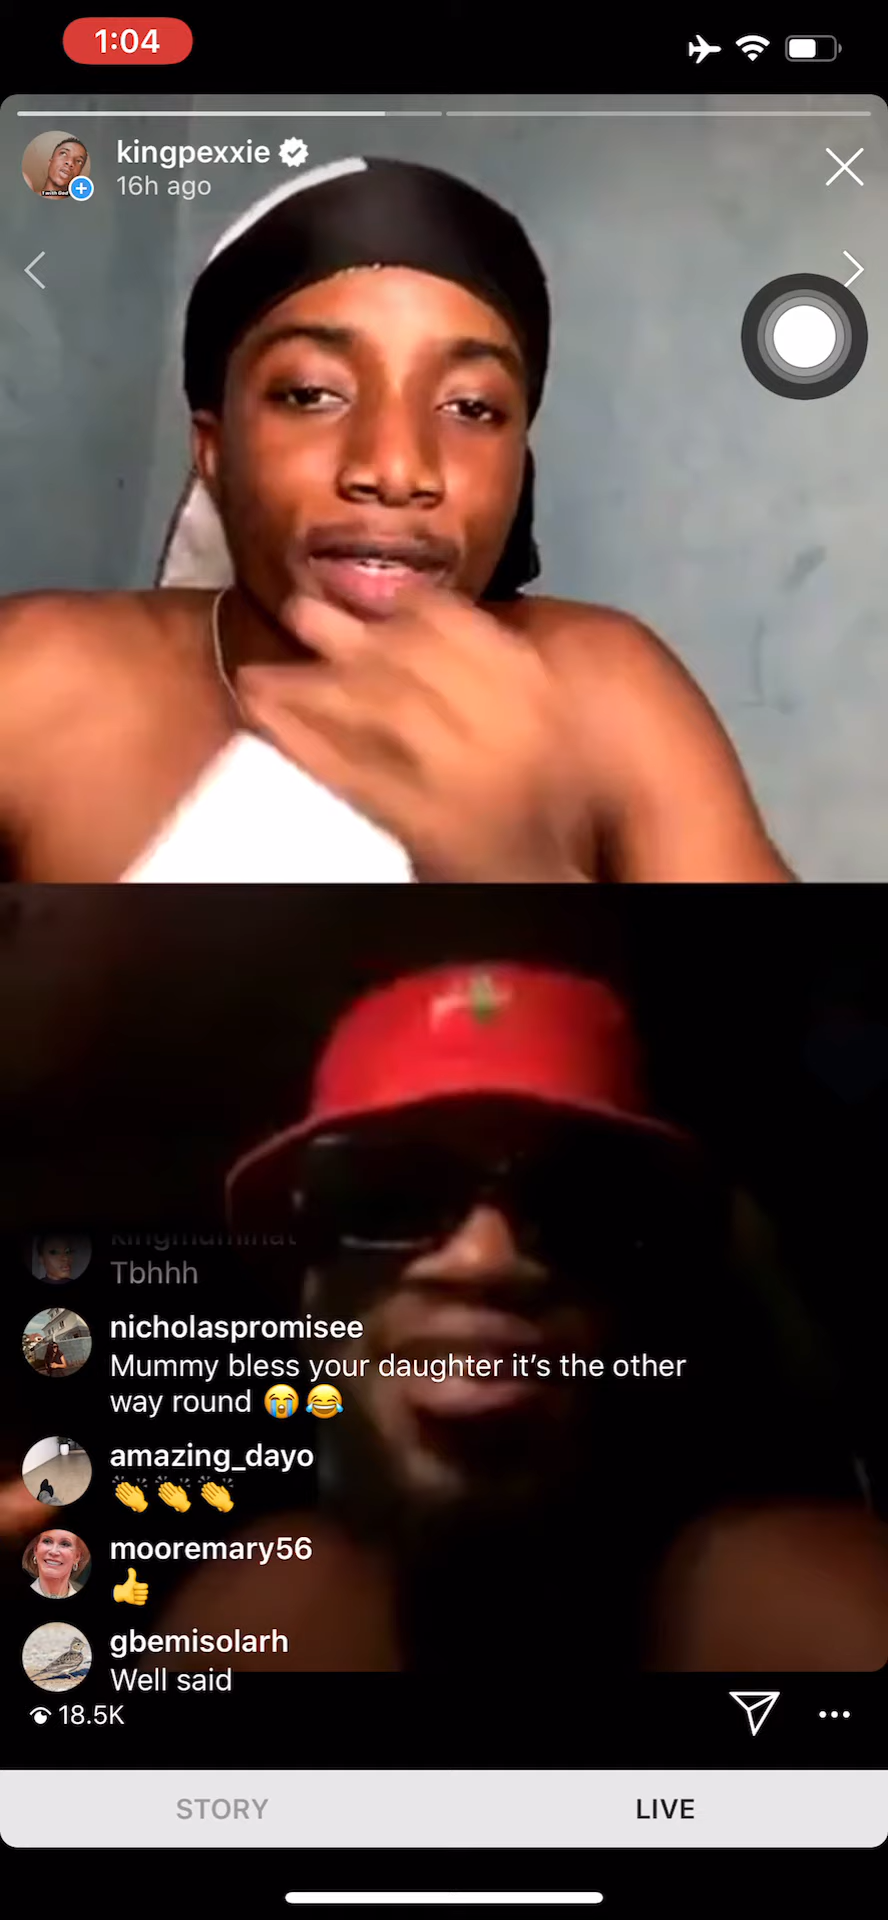 1:04
kingpexxie
16h ago
Tbhhh
nicholaspromisee
Mummy bless your daughter it's the other
way round 😭😂
amazing_dayo
👏👏👏
mooremary56
👍
gbemisolarh
Well said
18.5K
STORY
LIVE